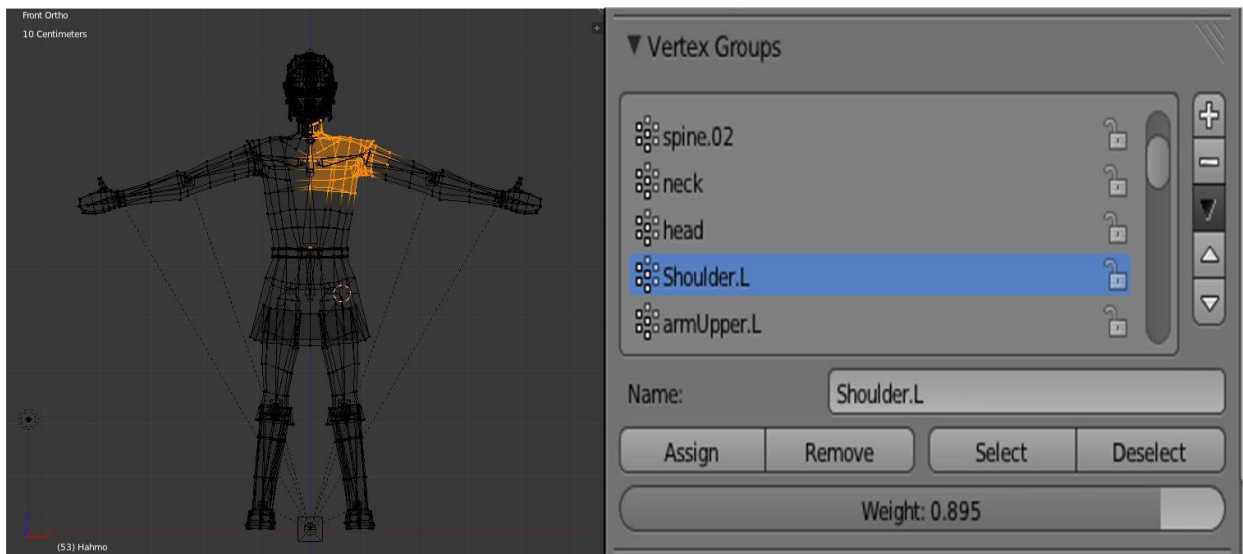 Front Ortho
10 Centimeters
(53) Hahmo
Vertex Groups
spine.02
neck
head
Shoulder.L
armUpper.L
Name: Shoulder.L
Assign Remove Select Deselect
Weight: 0.895